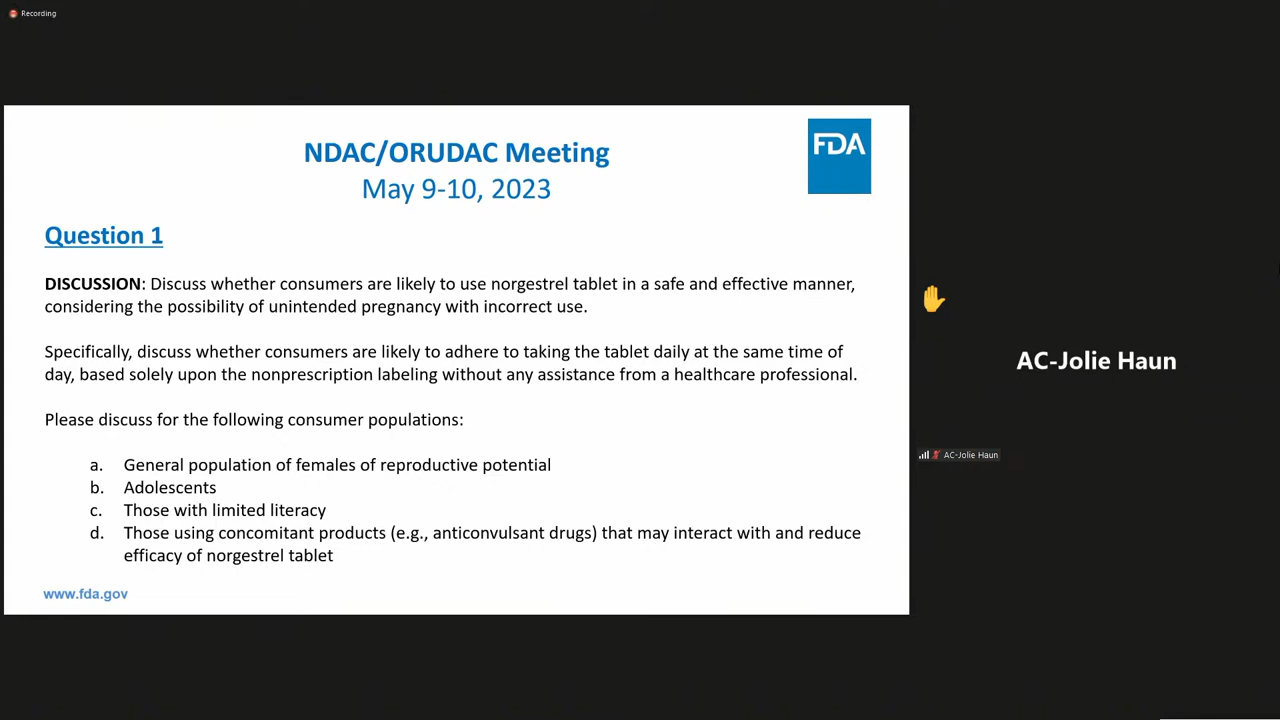 Recording
NDAC/ORUDAC Meeting
May 9-10, 2023
FDA
Question 1
DISCUSSION: Discuss whether consumers are likely to use norgestrel tablet in a safe and effective manner,
considering the possibility of unintended pregnancy with incorrect use.
Specifically, discuss whether consumers are likely to adhere to taking the tablet daily at the same time of
day, based solely upon the nonprescription labeling without any assistance from a healthcare professional.
Please discuss for the following consumer populations:
a. General population of females of reproductive potential
b. Adolescents
c. Those with limited literacy
d. Those using concomitant products (e.g., anticonvulsant drugs) that may interact with and reduce
efficacy of norgestrel tablet
www.fda.gov
AC-Jolie Haun
AC-Jolie Haun